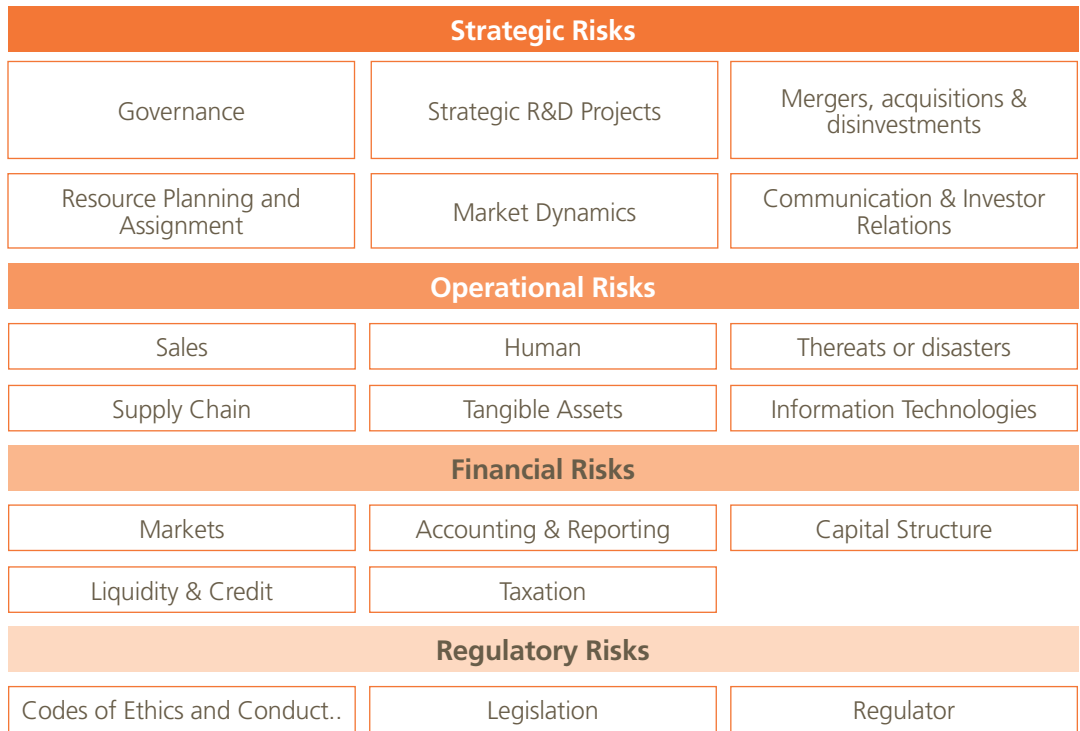 Strategic Risks
Governance
Strategic R&D Projects
Mergers, acquisitions &
disinvestments
Resource Planning and
Assignment
Market Dynamics
Communication & Investor
Relations
Operational Risks
Sales
Human
Thereats or disasters
Supply Chain
Tangible Assets
Information Technologies
Financial Risks
Markets
Accounting & Reporting
Capital Structure
Liquidity & Credit
Taxation
Regulatory Risks
Codes of Ethics and Conduct..
Legislation
Regulator